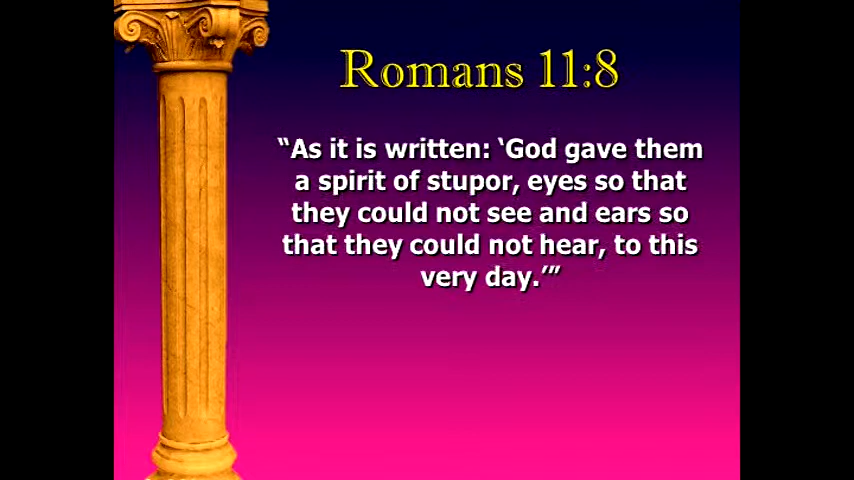 Romans 11:8
“As it is written: ‘God gave them
a spirit of stupor, eyes so that
they could not see and ears so
that they could not hear, to this
very day.’”